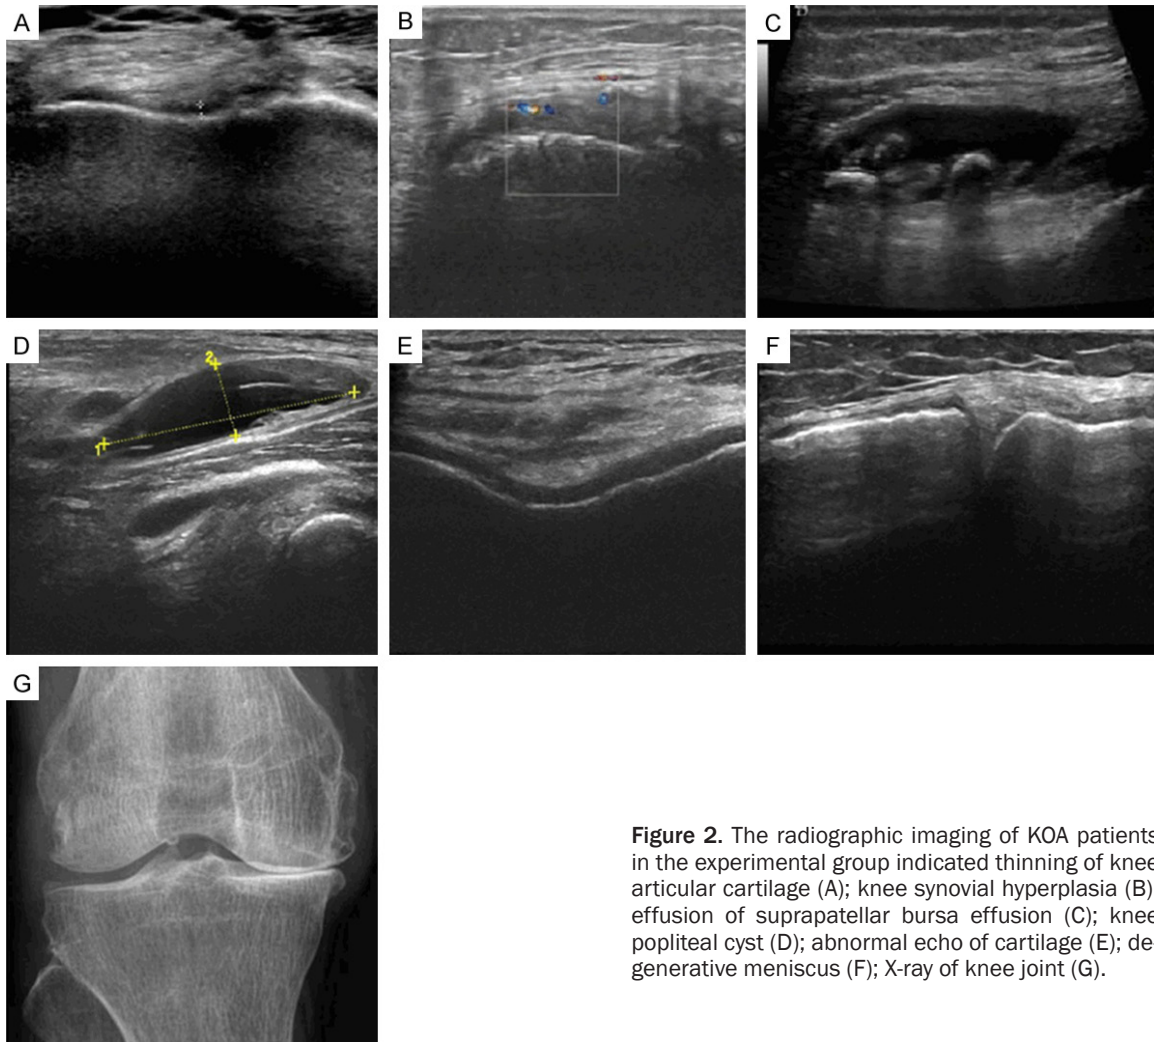 A
B
C
D
2
1
E
F
G
Figure 2. The radiographic imaging of KOA patients
in the experimental group indicated thinning of knee
articular cartilage (A); knee synovial hyperplasia (B)
effusion of suprapatellar bursa effusion (C); knee
popliteal cyst (D); abnormal echo of cartilage (E); de-
generative meniscus (F); X-ray of knee joint (G).